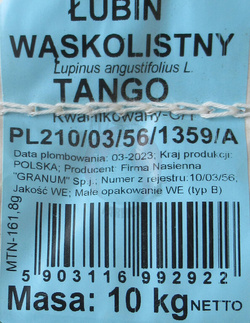 ŁUBIN
WĄSKOLISTNY
Lupinus angustifolius L.
TANGO
Kwalifikowany-C/1
PL210/03/56/1359/A
Data plombowania: 03-2023; Kraj produkcji:
POLSKA; Producent: Firma Nasienna
"GRANUM" Sp.j.; Numer z rejestru:10/03/56;
Jakość WE; Małe opakowanie WE (typ B)
MTN-161,8g
5 903116 992922
Masa: 10 kg NETTO